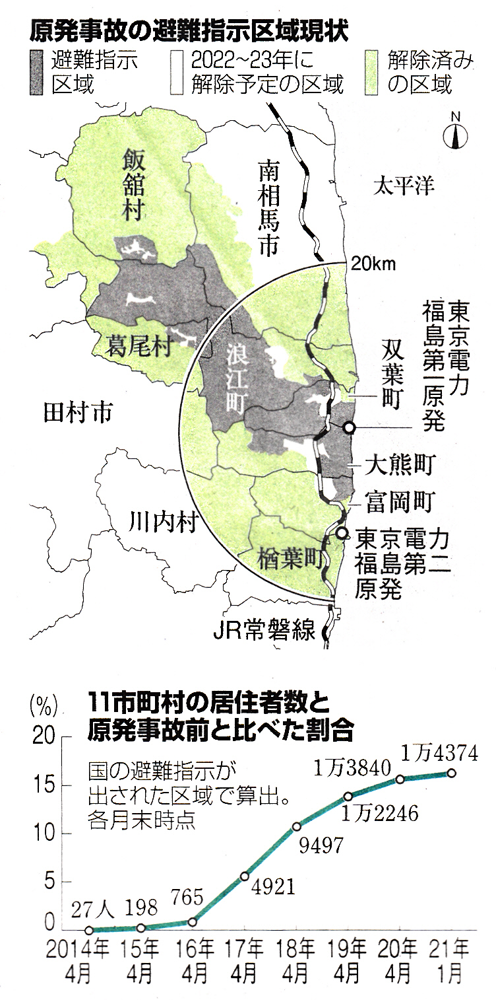 原発事故の避難指示区域現状
避難指示
区域
2022~23年に
解除予定の区域
解除済み
の区域
N
飯舘村
南相馬市
太平洋
20km
葛尾村
浪江町
双葉町
東京電力
福島第一原発
田村市
大熊町
富岡町
川内村
楢葉町
東京電力
福島第二
原発
JR常磐線
(%)
11市町村の居住者数と
原発事故前と比べた割合
国の避難指示が
出された区域で算出。
各月末時点
20
15
10
5
0
27人
198
765
4921
9497
1万2246
1万3840
1万4374
2014年
4月
15年
4月
16年
4月
17年
4月
18年
4月
19年
4月
20年
4月
21年
1月